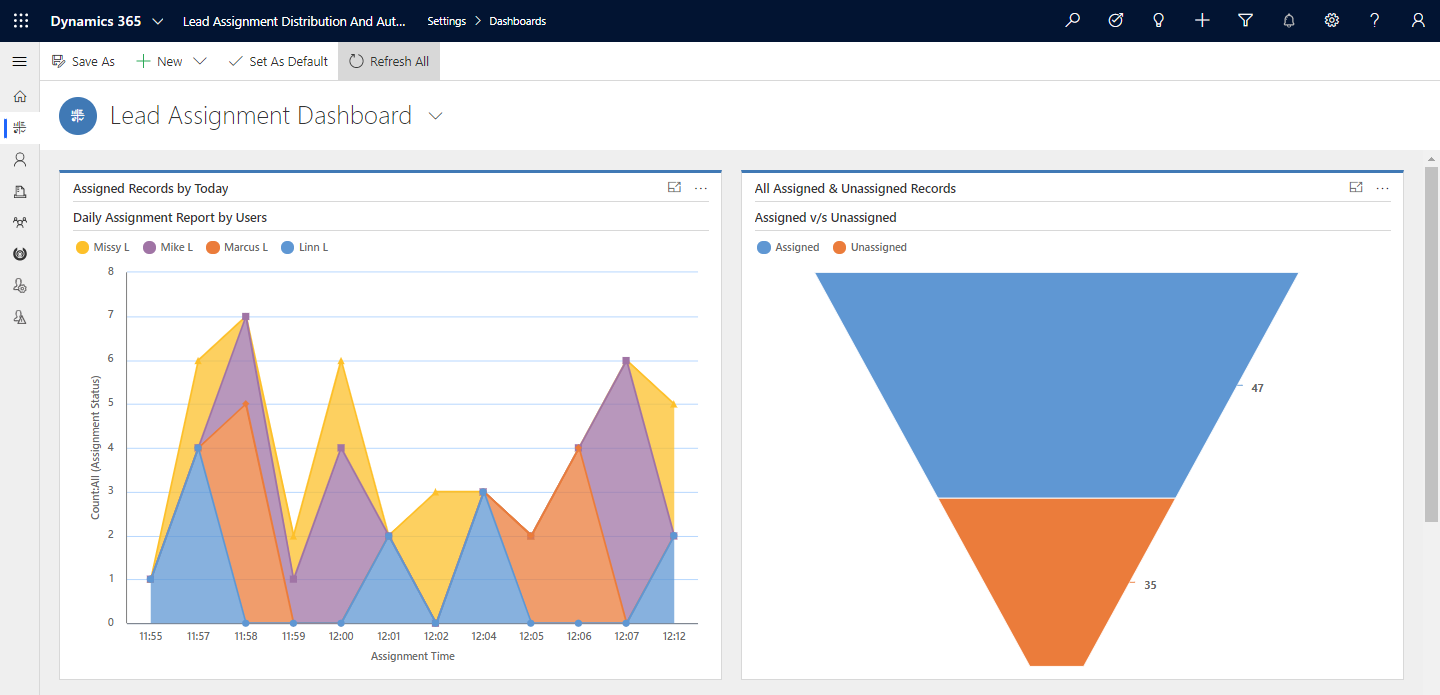 Dynamics 365
Lead Assignment Distribution And Aut...
Settings > Dashboards
Save As
New
Set As Default
Refresh All
Lead Assignment Dashboard
Assigned Records by Today
Daily Assignment Report by Users
Missy L Mike L Marcus L Linn L
8
7
6
5
4
3
2
1
0
Count:All (Assignment Status)
11:55 11:57 11:58 11:59 12:00 12:01 12:02 12:04 12:05 12:06 12:07 12:12
Assignment Time
All Assigned & Unassigned Records
Assigned v/s Unassigned
Assigned Unassigned
47
35